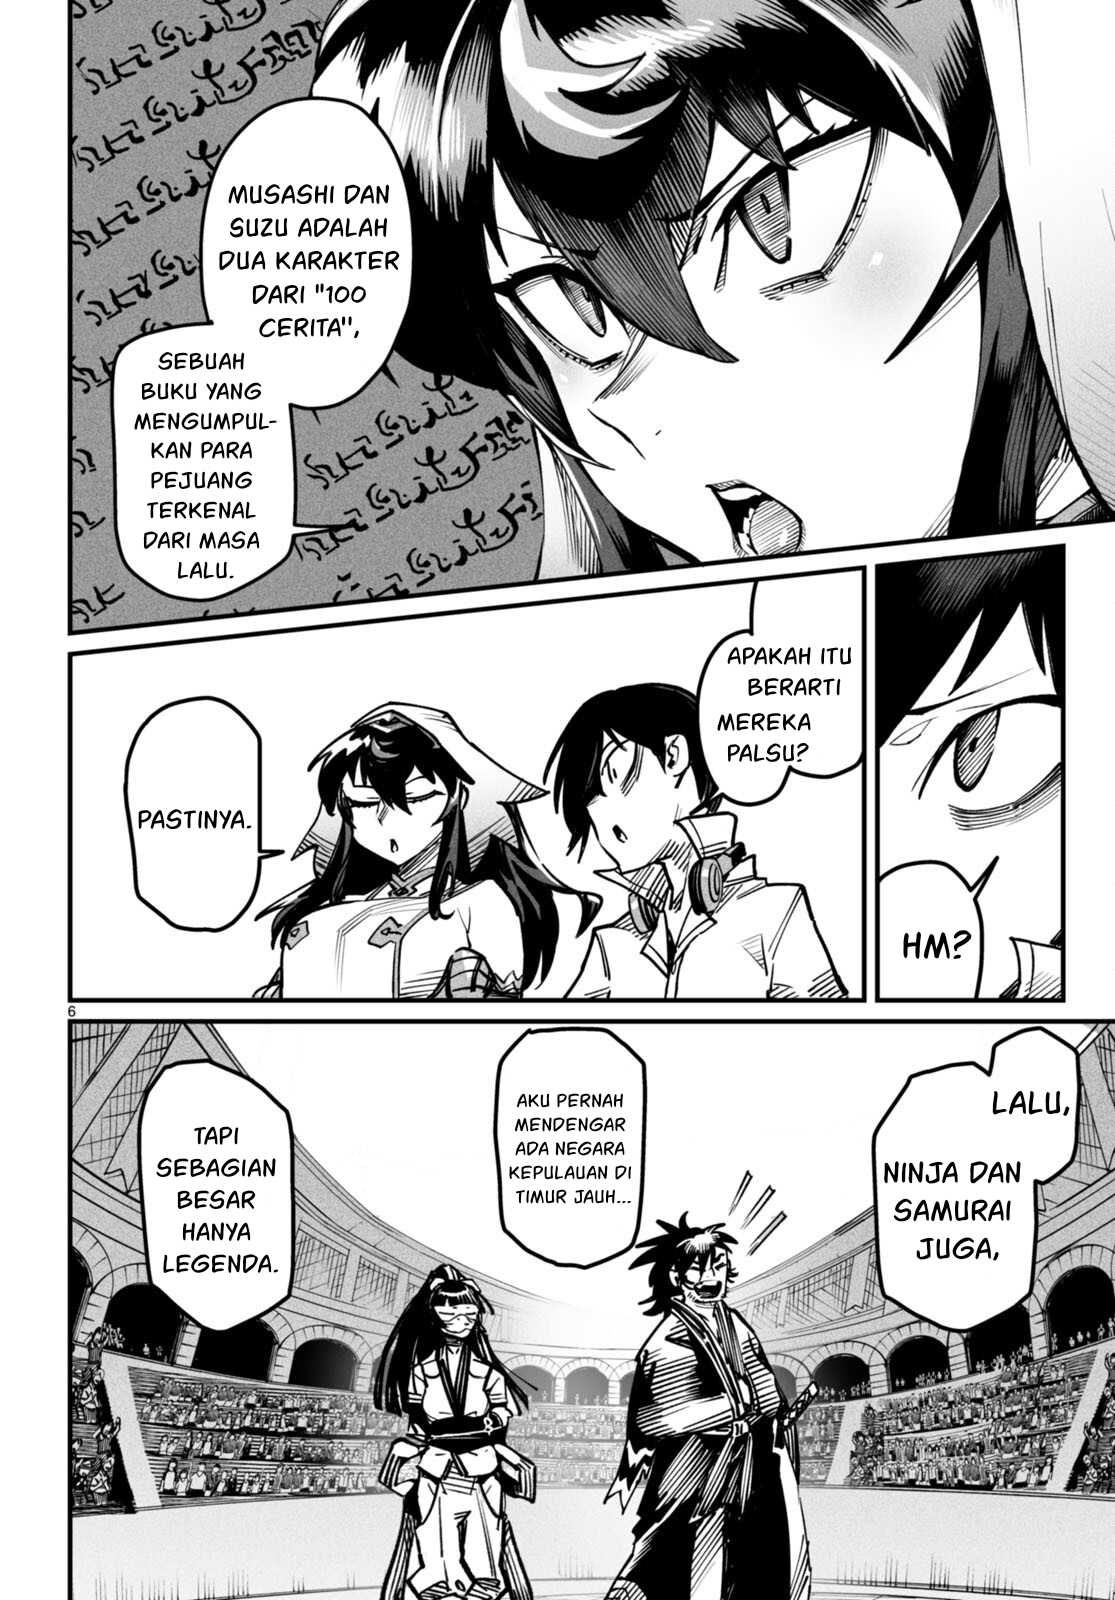 MUSASHI DAN
SUZU ADALAH
DUA KARAKTER
DARI "100
CERITA",
SEBUAH
BUKU YANG
MENGUMPUL-
KAN PARA
PEJUANG
TERKENAL
DARI MASA
LALU.
HM?
APAKAH ITU
BERARTI
MEREKA
PALSU?
PASTINYA.
6
LALU,
NINJA DAN
SAMURAI
JUGA,
AKU PERNAH
MENDENGAR
ADA NEGARA
KEPULAUAN DI
TIMUR JAUH...
TAPI
SEBAGIAN
BESAR
HANYA
LEGENDA.